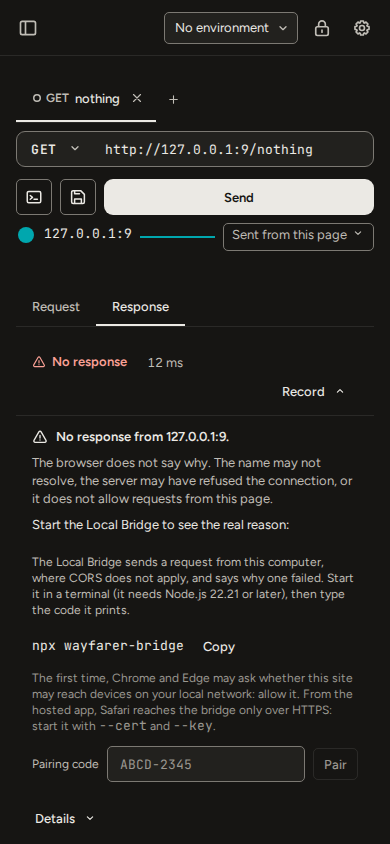 No environment
GET nothing
GET http://127.0.0.1:9/nothing
Send
127.0.0.1:9 Sent from this page
Request Response
No response 12 ms
Record
No response from 127.0.0.1:9.
The browser does not say why. The name may not
resolve, the server may have refused the connection, or
it does not allow requests from this page.
Start the Local Bridge to see the real reason:
The Local Bridge sends a request from this computer,
where CORS does not apply, and says why one failed. Start
it in a terminal (it needs Node.js 22.21 or later), then type
the code it prints.
npx wayfarer-bridge Copy
The first time, Chrome and Edge may ask whether this site
may reach devices on your local network: allow it. From the
hosted app, Safari reaches the bridge only over HTTPS:
start it with --cert and --key.
Pairing code ABCD-2345 Pair
Details